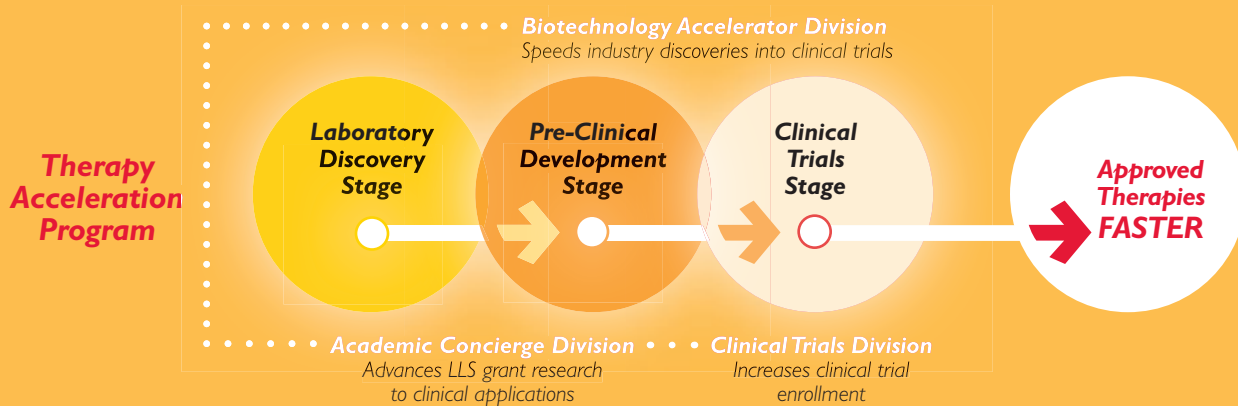 Biotechnology Accelerator Division
Speeds industry discoveries into clinical trials
Therapy
Acceleration
Program
Laboratory
Discovery
Stage
Pre-Clinical
Development
Stage
Clinical
Trials
Stage
Approved
Therapies
FASTER
Academic Concierge Division
Advances LLS grant research
to clinical applications
Clinical Trials Division
Increases clinical trial
enrollment